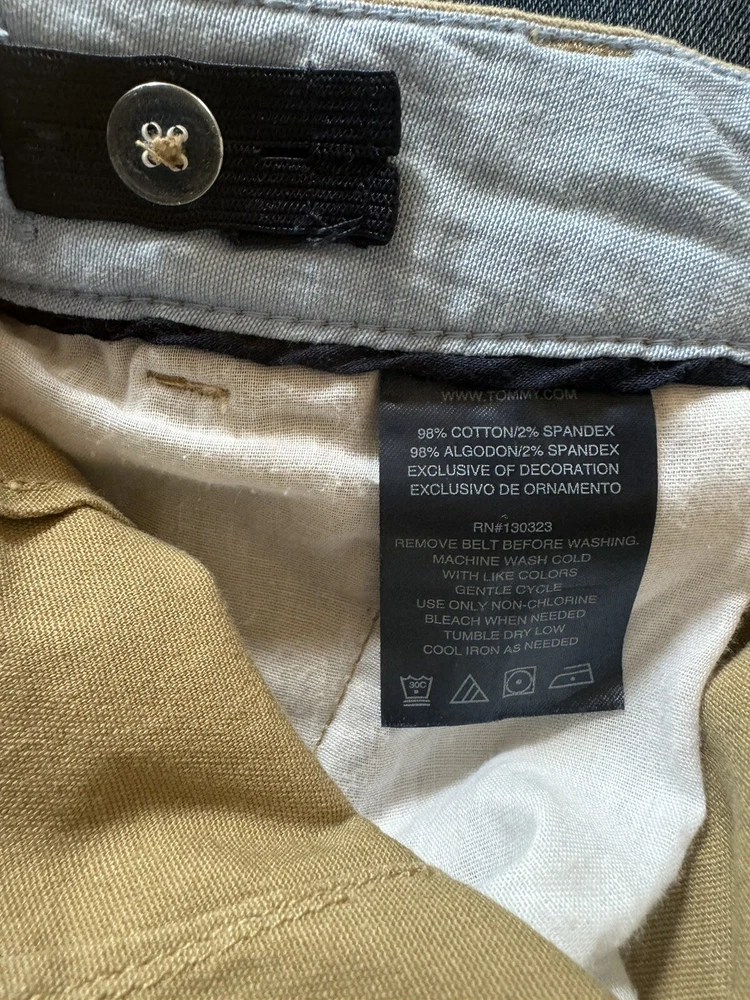 WWW.TOMMY.COM
98% COTTON/2% SPANDEX
98% ALGODON/2% SPANDEX
EXCLUSIVE OF DECORATION
EXCLUSIVO DE ORNAMENTO
RN#130323
REMOVE BELT BEFORE WASHING.
MACHINE WASH COLD
WITH LIKE COLORS
GENTLE CYCLE
USE ONLY NON-CHLORINE
BLEACH WHEN NEEDED
TUMBLE DRY LOW
COOL IRON AS NEEDED
30C